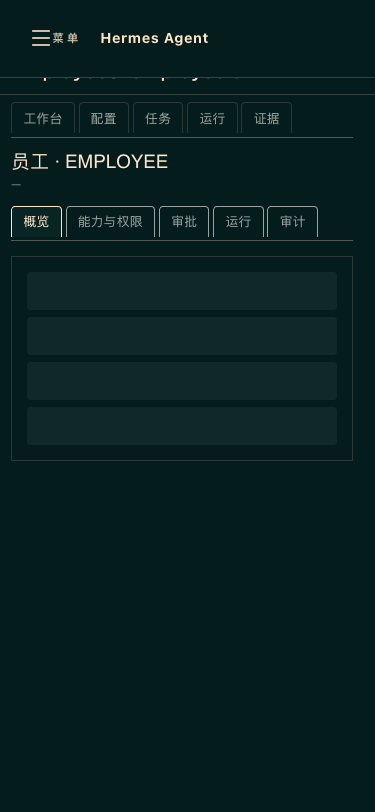 菜单 Hermes Agent
工作台 配置 任务 运行 证据
员工 · EMPLOYEE
—
概览 能力与权限 审批 运行 审计